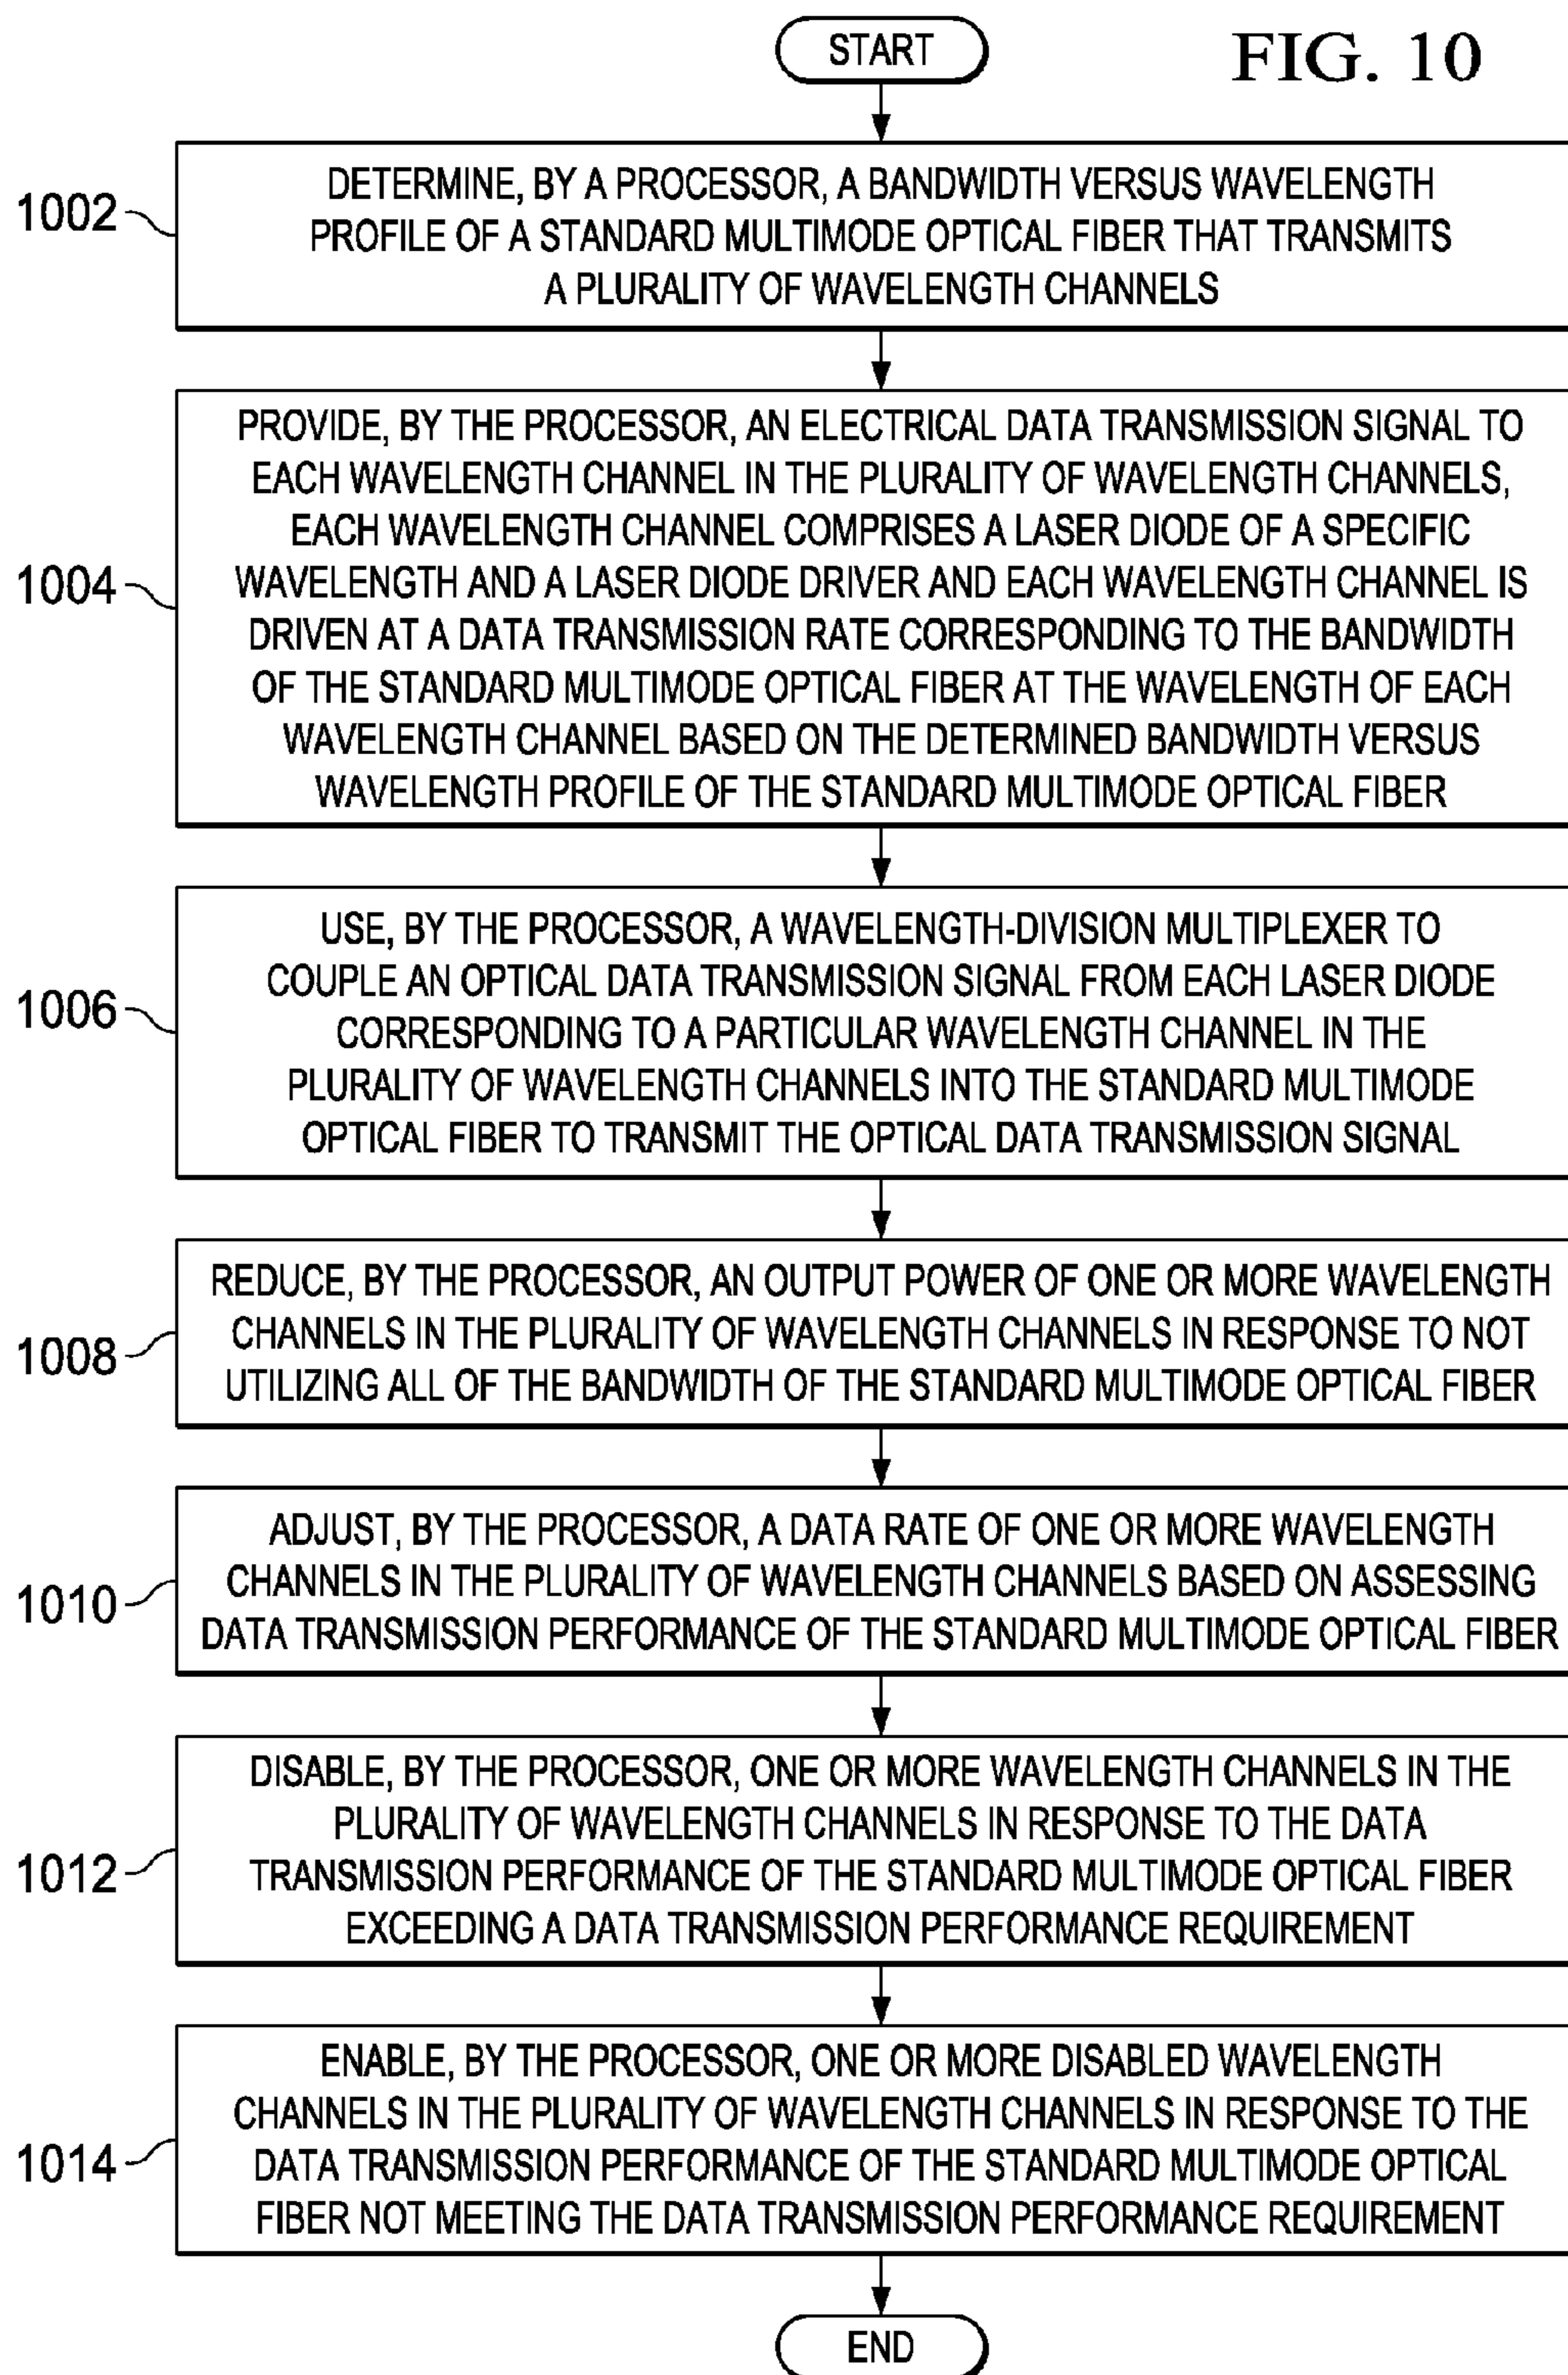 START
FIG. 10
1002
DETERMINE, BY A PROCESSOR, A BANDWIDTH VERSUS WAVELENGTH
PROFILE OF A STANDARD MULTIMODE OPTICAL FIBER THAT TRANSMITS
A PLURALITY OF WAVELENGTH CHANNELS
1004
PROVIDE, BY THE PROCESSOR, AN ELECTRICAL DATA TRANSMISSION SIGNAL TO
EACH WAVELENGTH CHANNEL IN THE PLURALITY OF WAVELENGTH CHANNELS,
EACH WAVELENGTH CHANNEL COMPRISES A LASER DIODE OF A SPECIFIC
WAVELENGTH AND A LASER DIODE DRIVER AND EACH WAVELENGTH CHANNEL IS
DRIVEN AT A DATA TRANSMISSION RATE CORRESPONDING TO THE BANDWIDTH
OF THE STANDARD MULTIMODE OPTICAL FIBER AT THE WAVELENGTH OF EACH
WAVELENGTH CHANNEL BASED ON THE DETERMINED BANDWIDTH VERSUS
WAVELENGTH PROFILE OF THE STANDARD MULTIMODE OPTICAL FIBER
1006
USE, BY THE PROCESSOR, A WAVELENGTH-DIVISION MULTIPLEXER TO
COUPLE AN OPTICAL DATA TRANSMISSION SIGNAL FROM EACH LASER DIODE
CORRESPONDING TO A PARTICULAR WAVELENGTH CHANNEL IN THE
PLURALITY OF WAVELENGTH CHANNELS INTO THE STANDARD MULTIMODE
OPTICAL FIBER TO TRANSMIT THE OPTICAL DATA TRANSMISSION SIGNAL
1008
REDUCE, BY THE PROCESSOR, AN OUTPUT POWER OF ONE OR MORE WAVELENGTH
CHANNELS IN THE PLURALITY OF WAVELENGTH CHANNELS IN RESPONSE TO NOT
UTILIZING ALL OF THE BANDWIDTH OF THE STANDARD MULTIMODE OPTICAL FIBER
1010
ADJUST, BY THE PROCESSOR, A DATA RATE OF ONE OR MORE WAVELENGTH
CHANNELS IN THE PLURALITY OF WAVELENGTH CHANNELS BASED ON ASSESSING
DATA TRANSMISSION PERFORMANCE OF THE STANDARD MULTIMODE OPTICAL FIBER
1012
DISABLE, BY THE PROCESSOR, ONE OR MORE WAVELENGTH CHANNELS IN THE
PLURALITY OF WAVELENGTH CHANNELS IN RESPONSE TO THE DATA
TRANSMISSION PERFORMANCE OF THE STANDARD MULTIMODE OPTICAL FIBER
EXCEEDING A DATA TRANSMISSION PERFORMANCE REQUIREMENT
1014
ENABLE, BY THE PROCESSOR, ONE OR MORE DISABLED WAVELENGTH
CHANNELS IN THE PLURALITY OF WAVELENGTH CHANNELS IN RESPONSE TO THE
DATA TRANSMISSION PERFORMANCE OF THE STANDARD MULTIMODE OPTICAL
FIBER NOT MEETING THE DATA TRANSMISSION PERFORMANCE REQUIREMENT
END